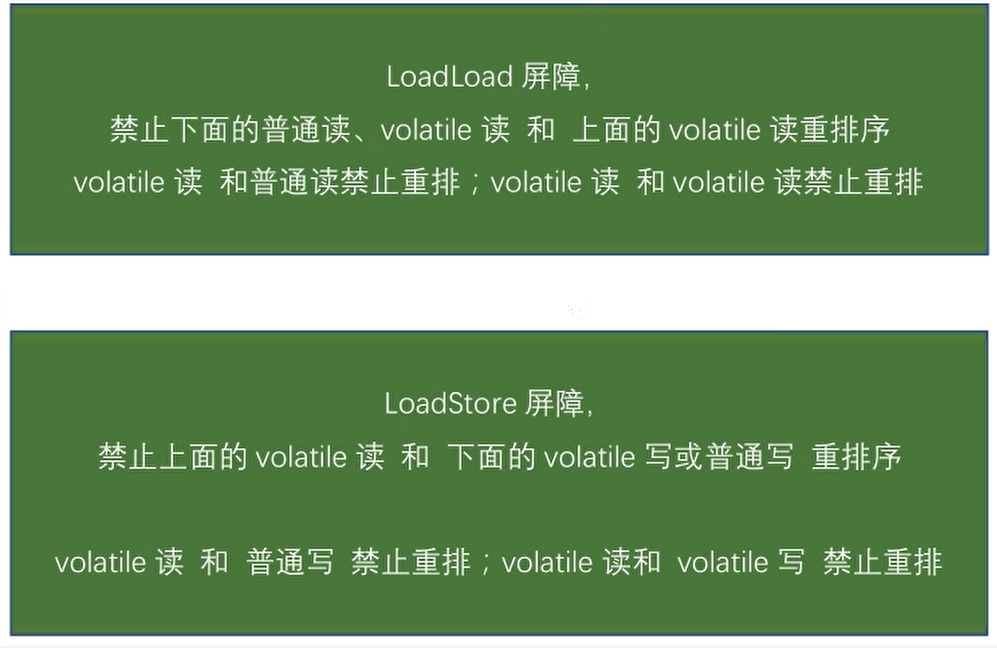 LoadLoad 屏障,
禁止下面的普通读、volatile 读 和 上面的 volatile 读重排序
volatile 读 和普通读禁止重排；volatile 读 和 volatile 读禁止重排
LoadStore 屏障,
禁止上面的 volatile 读 和 下面的 volatile 写或普通写 重排序
volatile 读 和 普通写 禁止重排；volatile 读和 volatile 写 禁止重排